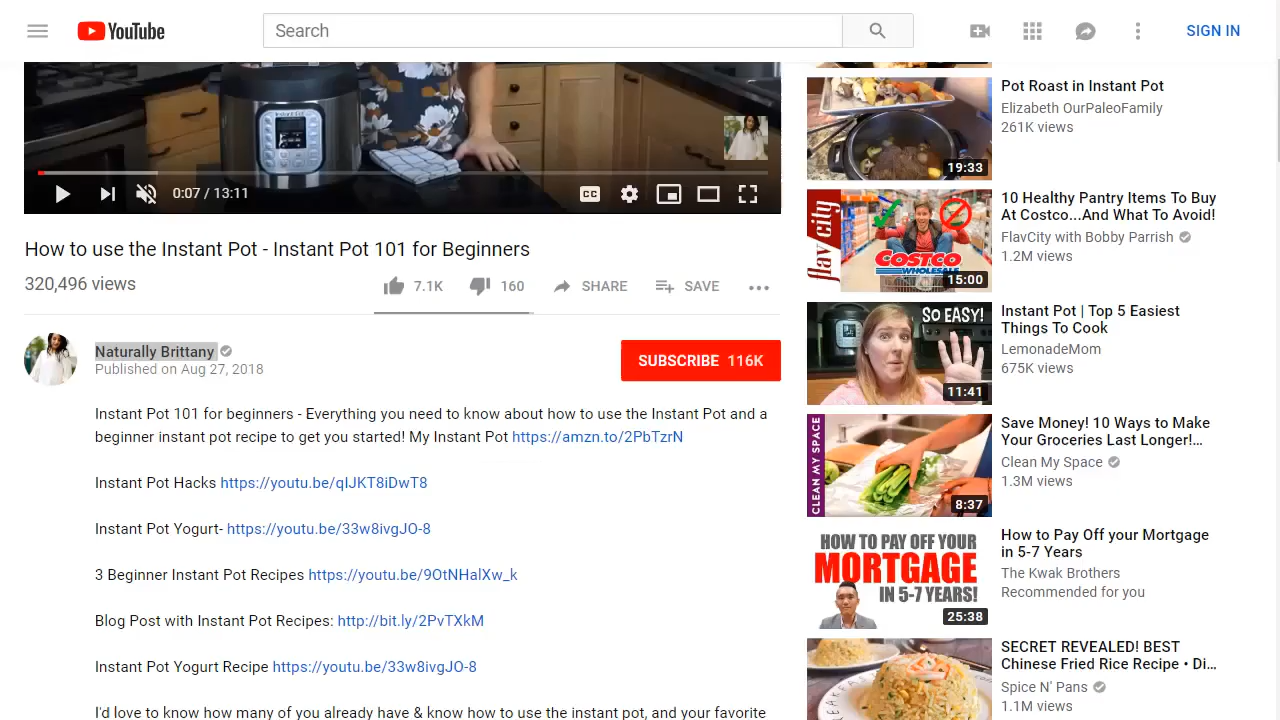 YouTube
Search
SIGN IN
0:07 / 13:11
CC
How to use the Instant Pot - Instant Pot 101 for Beginners
320,496 views
7.1K
160
SHARE
SAVE
Naturally Brittany
Published on Aug 27, 2018
SUBSCRIBE 116K
Instant Pot 101 for beginners - Everything you need to know about how to use the Instant Pot and a
beginner instant pot recipe to get you started! My Instant Pot https://amzn.to/2PbTzrN
Instant Pot Hacks https://youtu.be/qIJKT8iDwT8
Instant Pot Yogurt- https://youtu.be/33w8ivgJO-8
3 Beginner Instant Pot Recipes https://youtu.be/9OtNHalXw_k
Blog Post with Instant Pot Recipes: http://bit.ly/2PvTXkM
Instant Pot Yogurt Recipe https://youtu.be/33w8ivgJO-8
I'd love to know how many of you already have & know how to use the instant pot, and your favorite
19:33
Pot Roast in Instant Pot
Elizabeth OurPaleoFamily
261K views
flav city
COSTCO
WHOLESALE
15:00
10 Healthy Pantry Items To Buy
At Costco...And What To Avoid!
FlavCity with Bobby Parrish
1.2M views
SO EASY!
11:41
Instant Pot | Top 5 Easiest
Things To Cook
LemonadeMom
675K views
CLEAN MY SPACE
8:37
Save Money! 10 Ways to Make
Your Groceries Last Longer!...
Clean My Space
1.3M views
HOW TO PAY OFF YOUR
MORTGAGE
IN 5-7 YEARS!
25:38
How to Pay Off your Mortgage
in 5-7 Years
The Kwak Brothers
Recommended for you
SECRET REVEALED! BEST
Chinese Fried Rice Recipe • Di...
Spice N' Pans
1.1M views